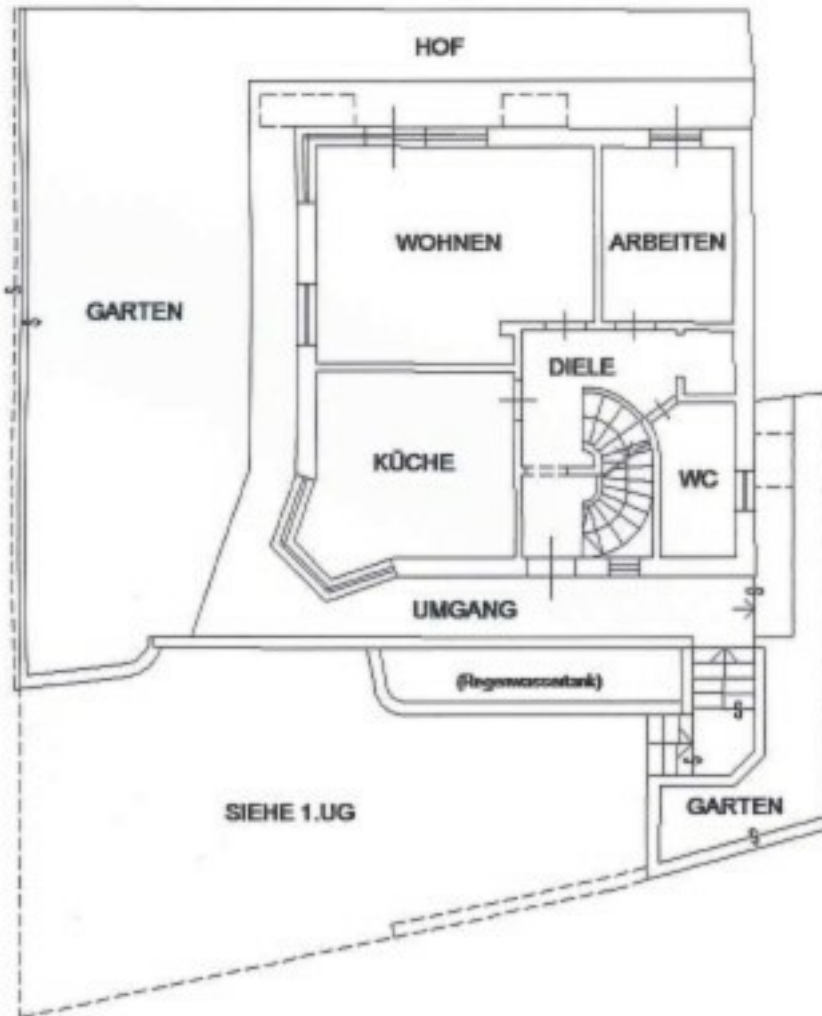 HOF
WOHNEN
ARBEITEN
GARTEN
DIELE
KÜCHE
WC
UMGANG
(Regenwassertank)
SIEHE 1.UG
GARTEN